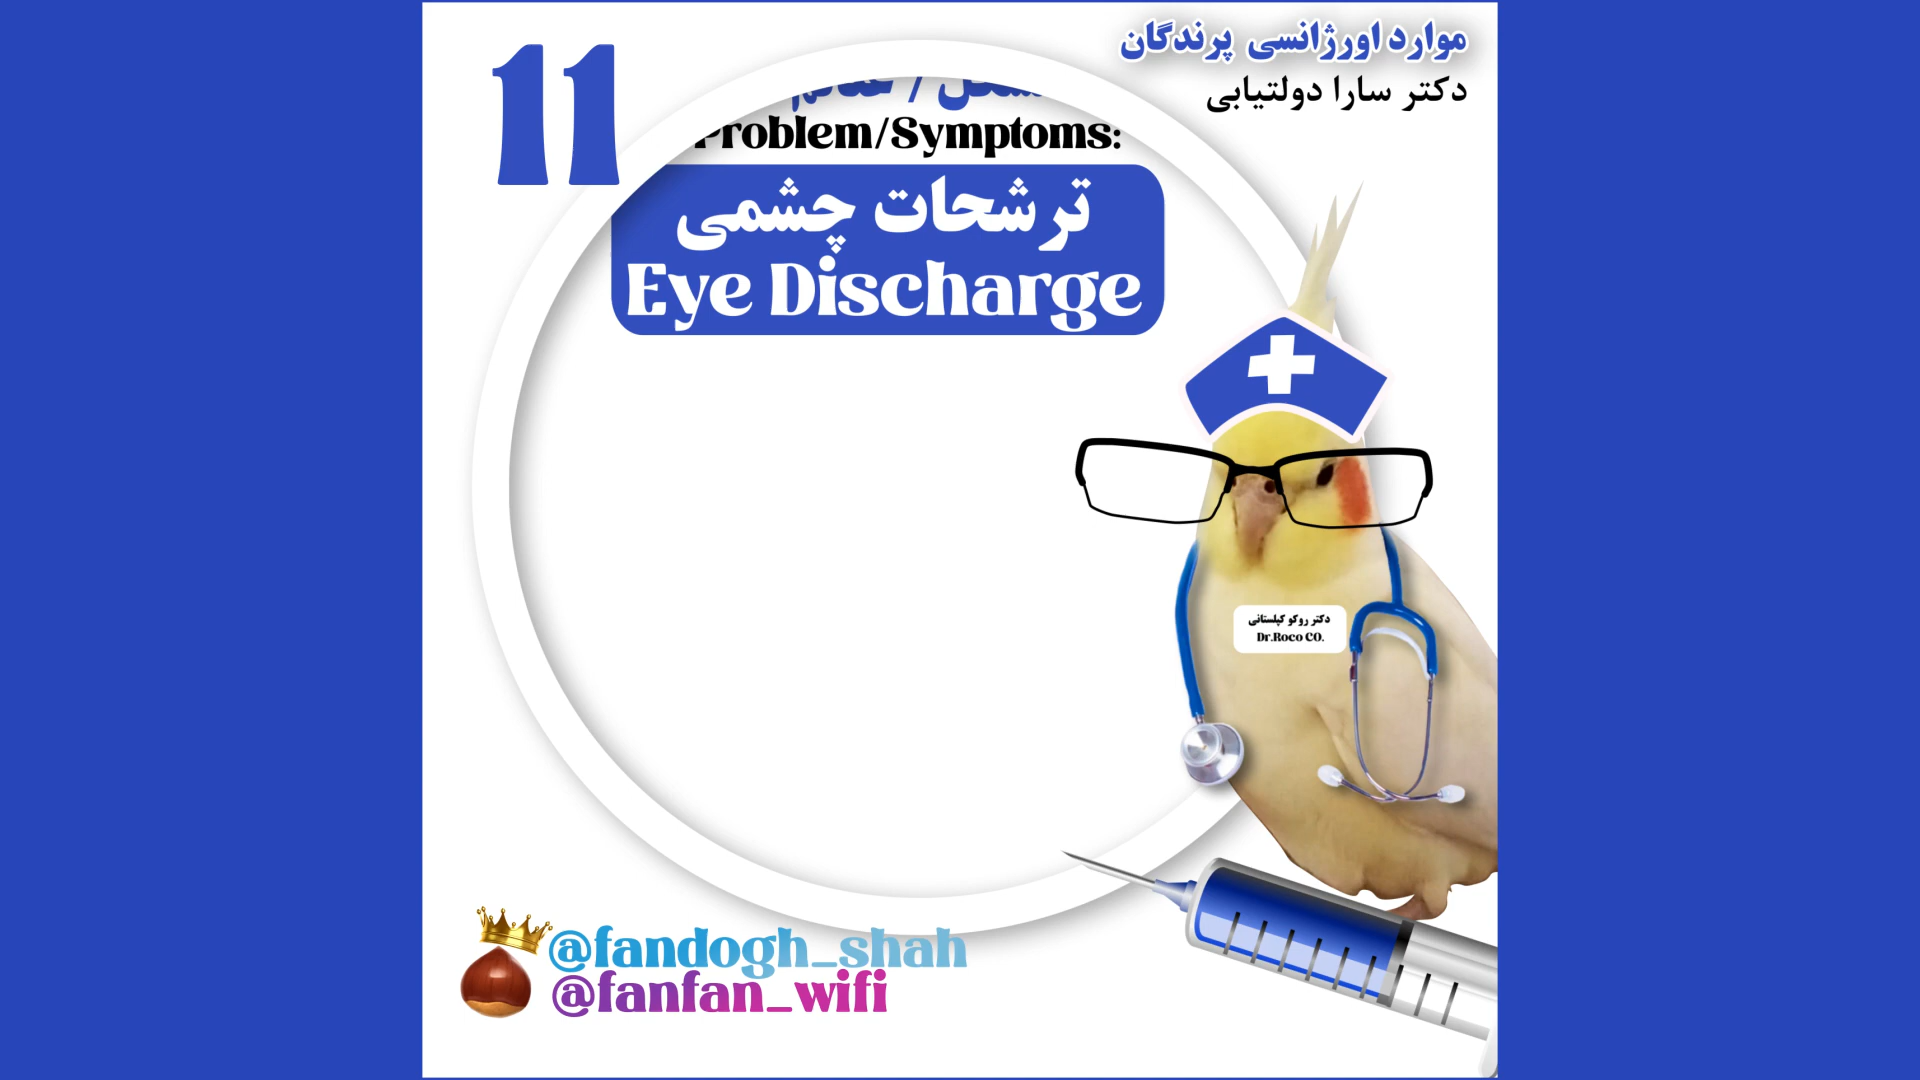 11
موارد اورژانسی پرندگان
دکتر سارا دولتیابی
/
Problem/Symptoms:
ترشحات چشمی
Eye Discharge
دکتر روکو کپلستانی
Dr.Roco CO.
@fandogh_shah
@fanfan_wifi